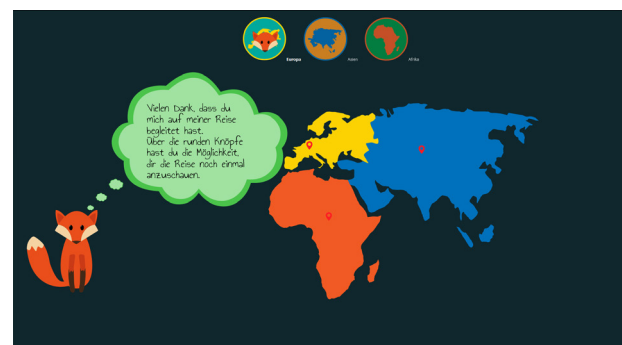 Europa
Asien
Afrika
Vielen Dank, dass du
mich auf meiner Reise
begleitet hast.
Über die runden Knöpfe
hast du die Möglichkeit,
dir die Reise noch einmal
anzuschauen.